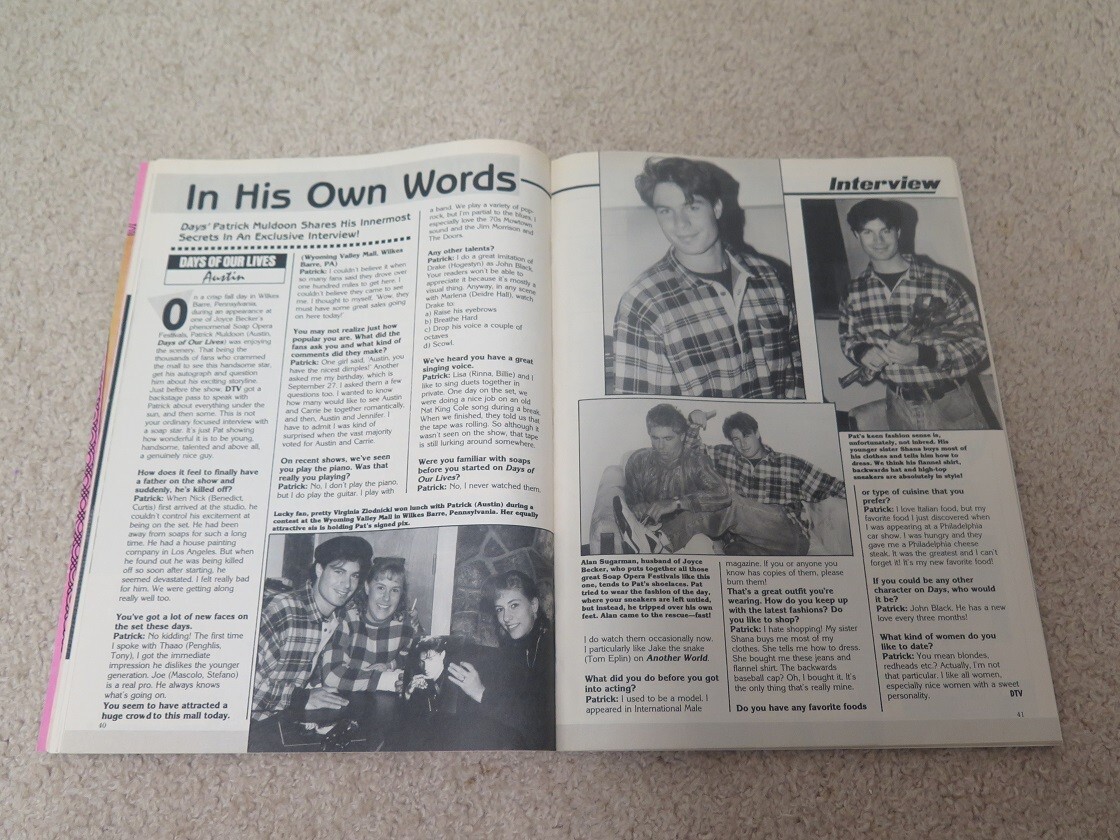 In His Own Words
Days' Patrick Muldoon Shares His Innermost
Secrets In An Exclusive Interview!
DAYS OF OUR LIVES
Austin
On a crisp fall day in Wilkes
Barre, Pennsylvania,
during an appearance at
one of Joyce Becker's
phenomenal Soap Opera
Festivals, Patrick Muldoon (Austin,
Days of Our Lives) was enjoying
the scenery. That being the
thousands of fans who crammed
the mall to see this handsome star,
get his autograph and question
him about his exciting storyline.
Just before the show, DTV got a
backstage pass to speak with
Patrick about everything under the
sun, and then some. This is not
your ordinary focused interview with
a soap star. It's just Pat showing
how wonderful it is to be young,
handsome, talented and above all,
a genuinely nice guy.
How does it feel to finally have
a father on the show and
suddenly, he's killed off?
Patrick: When Nick (Benedict,
Curtis) first arrived at the studio, he
couldn't control his excitement at
being on the set. He had been
away from soaps for such a long
time. He had a house painting
company in Los Angeles. But when
he found out he was being killed
off so soon after starting, he
seemed devastated. I felt really bad
for him. We were getting along
really well too.
You've got a lot of new faces on
the set these days.
Patrick: No kidding! The first time
I spoke with Thaao (Penghlis,
Tony), I got the immediate
impression he dislikes the younger
generation. Joe (Mascolo, Stefano)
is a real pro. He always knows
what's going on.
You seem to have attracted a
huge crowd to this mall today.
40
(Wyoming Valley Mall, Wilkes
Barre, PA)
Patrick: I couldn't believe it when
so many fans said they drove over
one hundred miles to get here. I
couldn't believe they came to see
me. I thought to myself, 'Wow, they
must have some great sales going
on here today!'
You may not realize just how
popular you are. What did the
fans ask you and what kind of
comments did they make?
Patrick: One girl said, 'Austin, you
have the nicest dimples!' Another
asked me my birthday, which is
September 27. I asked them a few
questions too. I wanted to know
how many would like to see Austin
and Carrie be together romantically,
and then, Austin and Jennifer. I
have to admit I was kind of
surprised when the vast majority
voted for Austin and Carrie.
On recent shows, we've seen
you play the piano. Was that
really you playing?
Patrick: No, I don't play the piano,
but I do play the guitar. I play with
a band. We play a variety of pop-
rock, but I'm partial to the blues. I
especially love the 70s Mowtown
sound and the Jim Morrison and
The Doors.
Any other talents?
Patrick: I do a great imitation of
Drake (Hogestyn) as John Black.
Your readers won't be able to
appreciate it because it's mostly a
visual thing. Anyway, in any scene
with Marlena (Deidre Hall), watch
Drake to:
a) Raise his eyebrows
b) Breathe Hard
c) Drop his voice a couple of
octaves
d) Scowl.
We've heard you have a great
singing voice.
Patrick: Lisa (Rinna, Billie) and I
like to sing duets together in
private. One day on the set, we
were doing a nice job on an old
Nat King Cole song during a break.
When we finished, they told us that
the tape was rolling. So although it
wasn't seen on the show, that tape
is still lurking around somewhere.
Were you familiar with soaps
before you started on Days of
Our Lives?
Patrick: No, I never watched them.
Lucky fan, pretty Virginia Zlodnicki won lunch with Patrick (Austin) during a
contest at the Wyoming Valley Mall in Wilkes Barre, Pennsylvania. Her equally
attractive sis is holding Pat's signed pix.
Interview
Pat's keen fashion sense is,
unfortunately, not inbred. His
younger sister Shana buys most of
his clothes and tells him how to
dress. We think his flannel shirt,
backwards hat and high-top
sneakers are absolutely in style!
Alan Sugarman, husband of Joyce
Becker, who puts together all those
great Soap Opera Festivals like this
one, tends to Pat's shoelaces. Pat
tried to wear the fashion of the day,
where your sneakers are left untied,
but instead, he tripped over his own
feet. Alan came to the rescue—fast!
I do watch them occasionally now.
I particularly like Jake the snake
(Tom Eplin) on Another World.
What did you do before you got
into acting?
Patrick: I used to be a model. I
appeared in International Male
magazine. If you or anyone you
know has copies of them, please
burn them!
That's a great outfit you're
wearing. How do you keep up
with the latest fashions? Do
you like to shop?
Patrick: I hate shopping! My sister
Shana buys me most of my
clothes. She tells me how to dress.
She bought me these jeans and
flannel shirt. The backwards
baseball cap? Oh, I bought it. It's
the only thing that's really mine.
Do you have any favorite foods
or type of cuisine that you
prefer?
Patrick: I love Italian food, but my
favorite food I just discovered when
I was appearing at a Philadelphia
car show. I was hungry and they
gave me a Philadelphia cheese
steak. It was the greatest and I can't
forget it! It's my new favorite food!
If you could be any other
character on Days, who would
it be?
Patrick: John Black. He has a new
love every three months!
What kind of women do you
like to date?
Patrick: You mean blondes,
redheads etc.? Actually, I'm not
that particular. I like all women,
especially nice women with a sweet
personality.
DTV
41